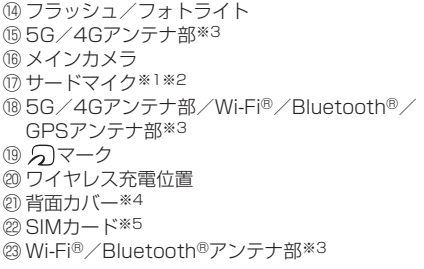 ⑭ フラッシュ／フォトライト
⑮ 5G／4Gアンテナ部※3
⑯ メインカメラ
⑰ サードマイク※1※2
⑱ 5G／4Gアンテナ部／Wi-Fi®／Bluetooth®／
GPSアンテナ部※3
⑲ マーク
⑳ ワイヤレス充電位置
㉑ 背面カバー※4
㉒ SIMカード※5
㉓ Wi-Fi®／Bluetooth®アンテナ部※3